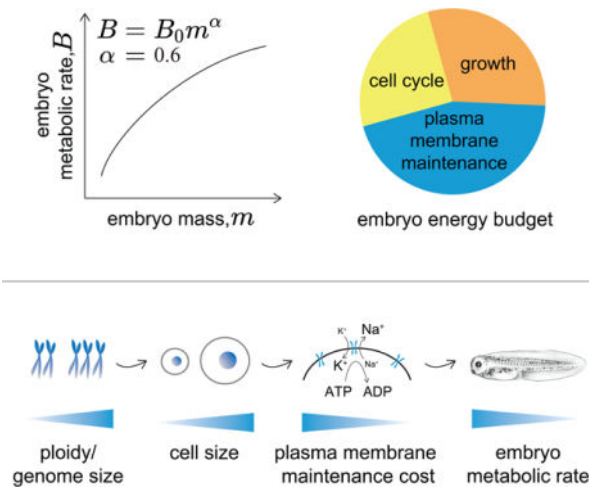 B = B₀m^α
α = 0.6
embryo
metabolic rate, B
embryo mass, m
cell cycle
growth
plasma
membrane
maintenance
embryo energy budget
K⁺ Na⁺
K⁺ Na⁺
ATP ADP
ploidy/
genome size
cell size
plasma membrane
maintenance cost
embryo
metabolic rate